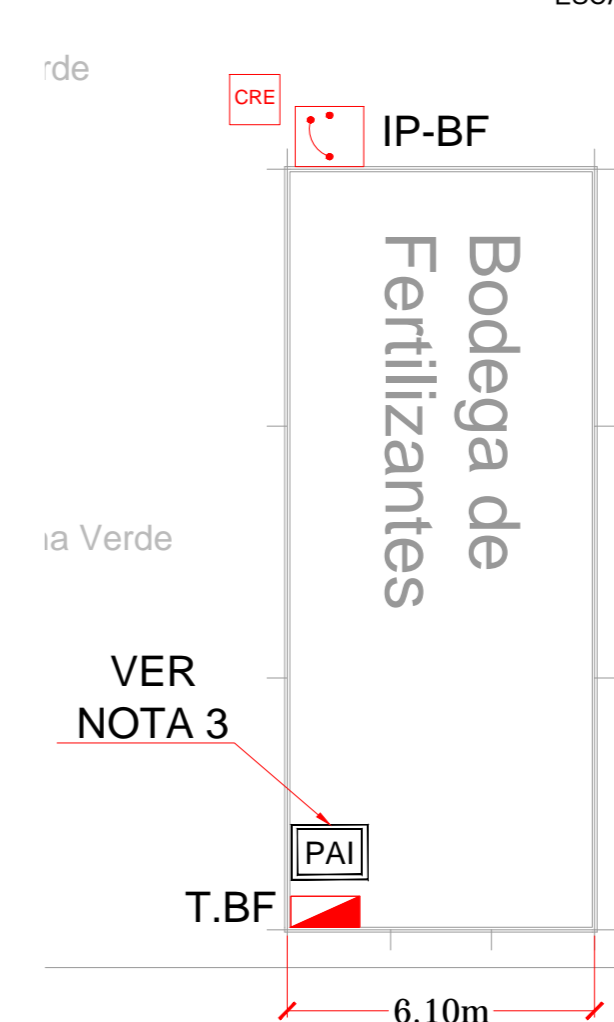 rde
CRE
IP-BF
Bodega de
Fertilizantes
Verde
VER
NOTA 3
PAI
T.BF
6.10m